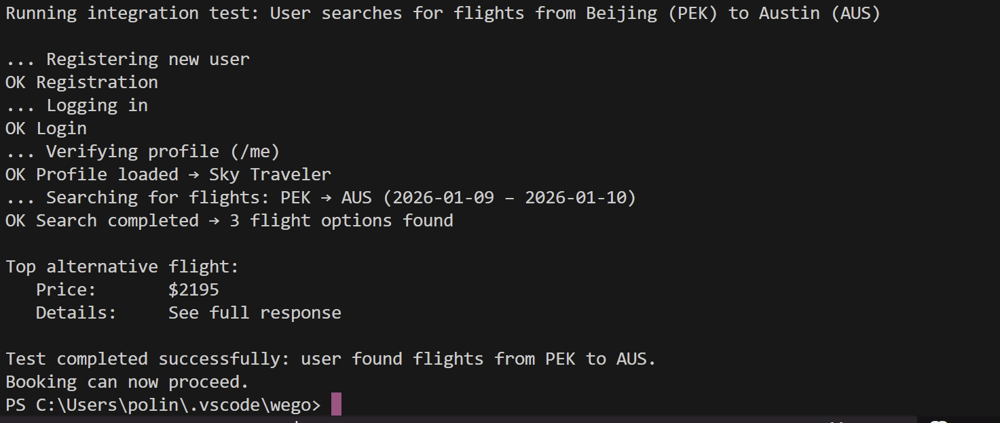 Running integration test: User searches for flights from Beijing (PEK) to Austin (AUS)
... Registering new user
OK Registration
... Logging in
OK Login
... Verifying profile (/me)
OK Profile loaded → Sky Traveler
... Searching for flights: PEK → AUS (2026-01-09 – 2026-01-10)
OK Search completed → 3 flight options found
Top alternative flight:
Price: $2195
Details: See full response
Test completed successfully: user found flights from PEK to AUS.
Booking can now proceed.
PS C:\Users\polin\.vscode\wego>